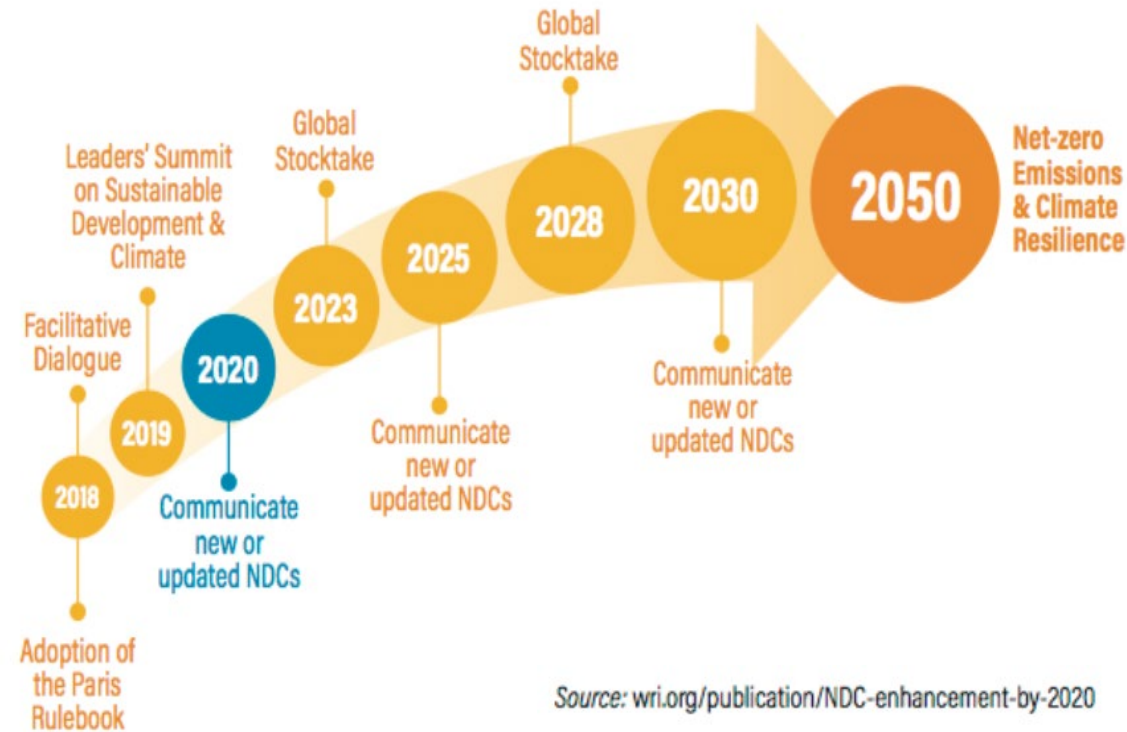 Global
Stocktake
Global
Stocktake
Leaders' Summit
on Sustainable
Development &
Climate
Facilitative
Dialogue
2018
2019
2020
2023
2025
2028
2030
2050
Net-zero
Emissions
& Climate
Resilience
Communicate
new or
updated NDCs
Communicate
new or
updated NDCs
Communicate
new or
updated NDCs
Adoption of
the Paris
Rulebook
Source: wri.org/publication/NDC-enhancement-by-2020